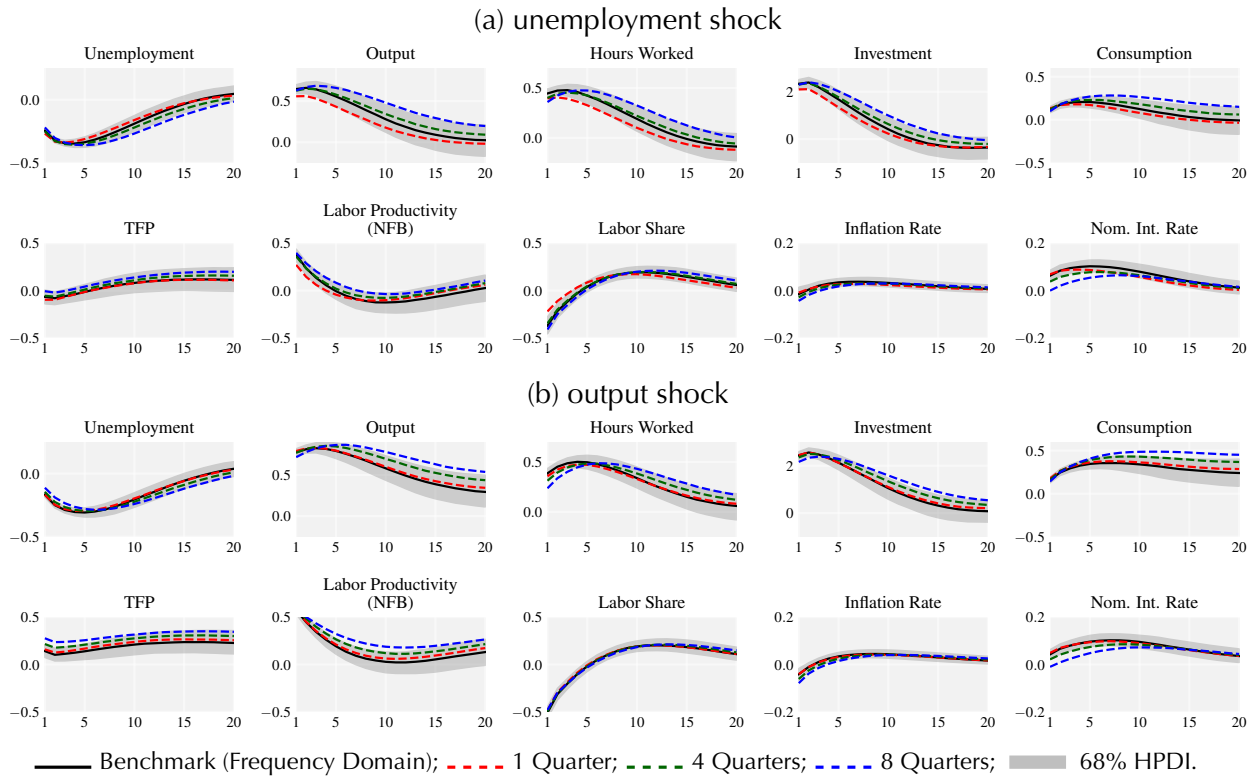 (a) unemployment shock
Unemployment Output Hours Worked Investment Consumption
0.0 0.5 0.5 2 0.5
0.0 0.0 0.0 0.0
−0.5 −0.5
1 5 10 15 20 1 5 10 15 20 1 5 10 15 20 1 5 10 15 20 1 5 10 15 20
Labor Productivity
TFP (NFB) Labor Share Inflation Rate Nom. Int. Rate
0.5 0.5 0.5 0.2 0.2
0.0 0.0 0.0 0.0 0.0
−0.5 −0.5 −0.5 −0.2 −0.2
1 5 10 15 20 1 5 10 15 20 1 5 10 15 20 1 5 10 15 20 1 5 10 15 20
(b) output shock
Unemployment Output Hours Worked Investment Consumption
0.0 0.5 0.5 2 0.5
0.0 0.0 0 0.0
−0.5 −0.5
1 5 10 15 20 1 5 10 15 20 1 5 10 15 20 1 5 10 15 20 1 5 10 15 20
Labor Productivity
TFP (NFB) Labor Share Inflation Rate Nom. Int. Rate
0.5 0.5 0.5 0.2 0.2
0.0 0.0 0.0 0.0 0.0
−0.5 −0.5 −0.5 −0.2 −0.2
1 5 10 15 20 1 5 10 15 20 1 5 10 15 20 1 5 10 15 20 1 5 10 15 20
Benchmark (Frequency Domain); 1 Quarter; 4 Quarters; 8 Quarters; 68% HPDI.